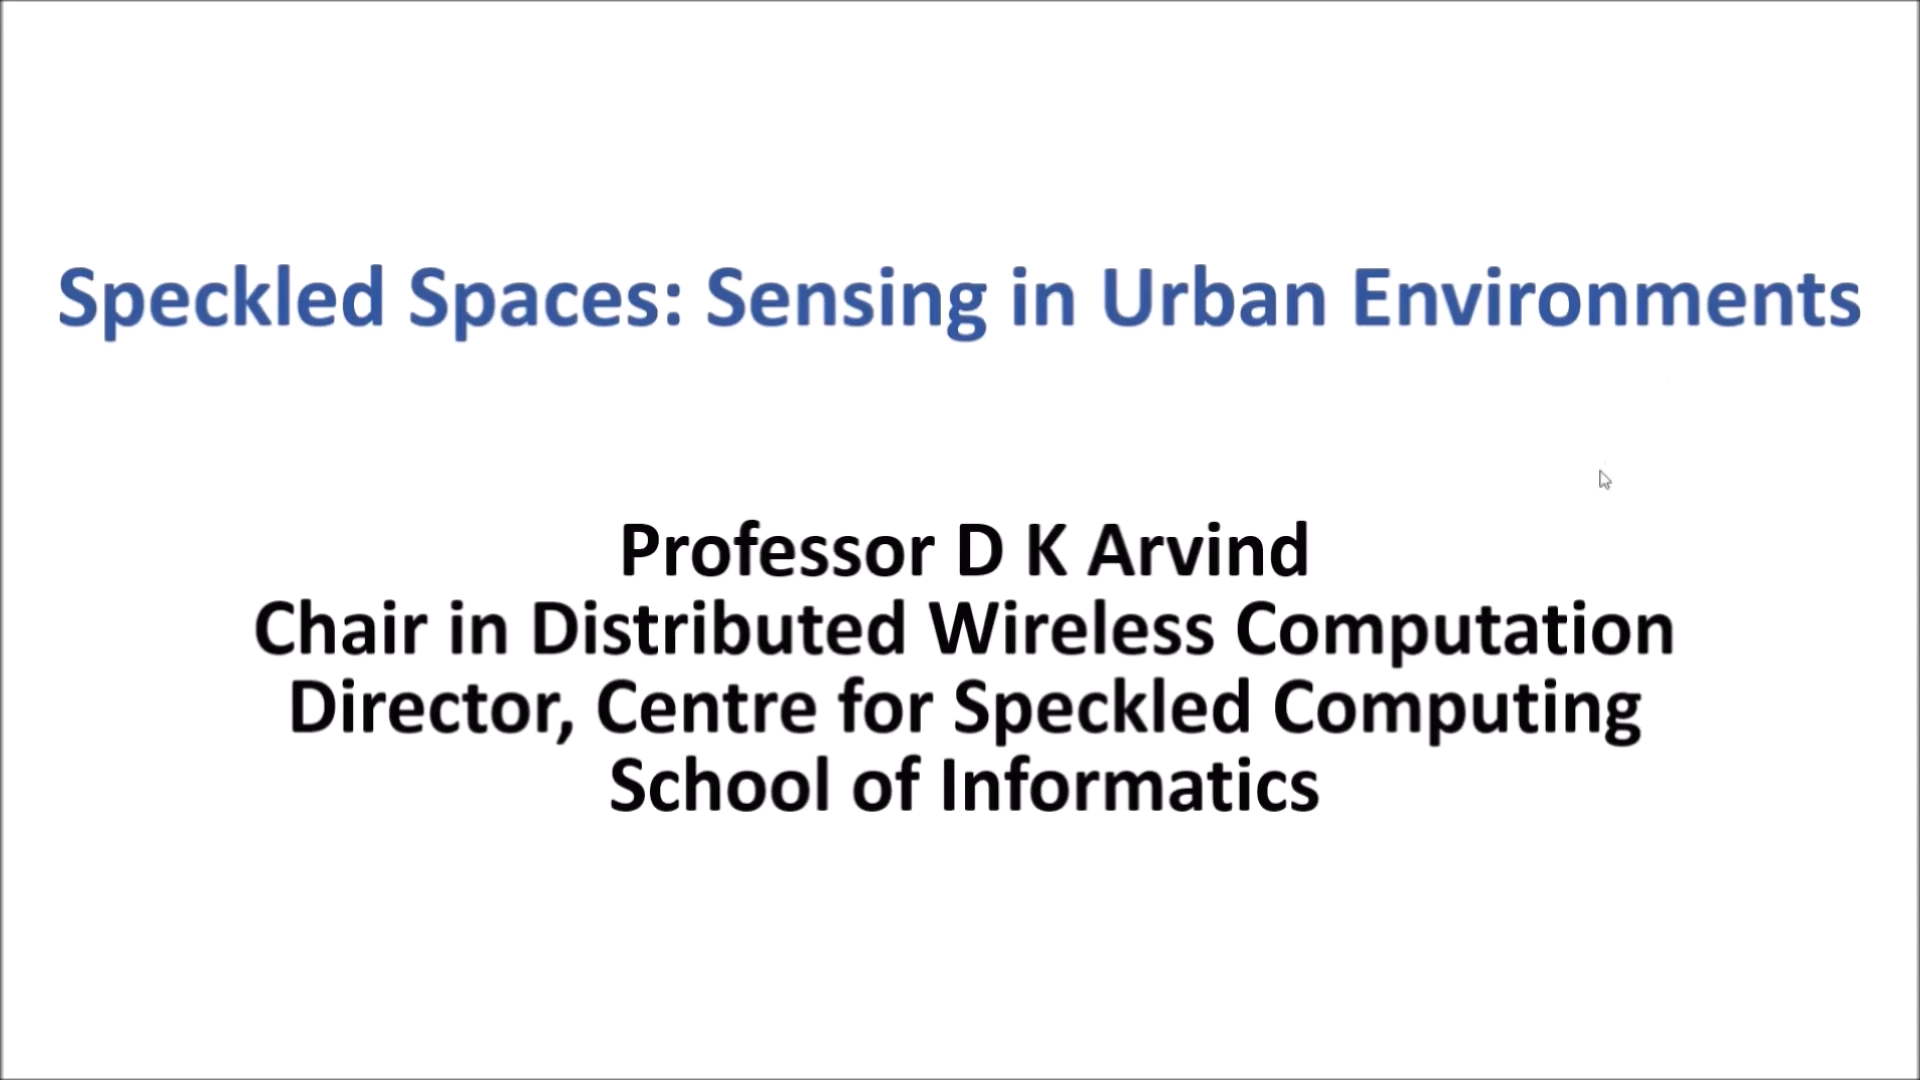 Speckled Spaces: Sensing in Urban Environments
Professor D K Arvind
Chair in Distributed Wireless Computation
Director, Centre for Speckled Computing
School of Informatics